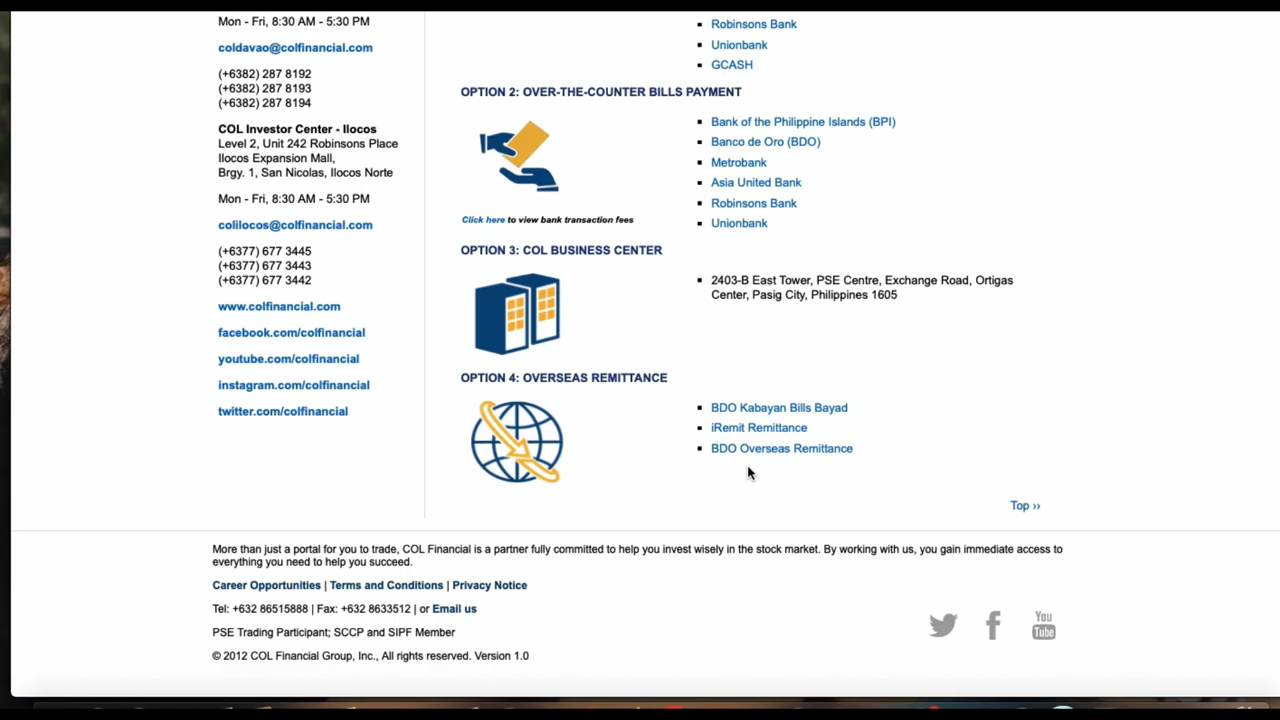 Mon - Fri, 8:30 AM - 5:30 PM
coldavao@colfinancial.com
(+6382) 287 8192
(+6382) 287 8193
(+6382) 287 8194
COL Investor Center - Ilocos
Level 2, Unit 242 Robinsons Place
Ilocos Expansion Mall,
Brgy. 1, San Nicolas, Ilocos Norte
Mon - Fri, 8:30 AM - 5:30 PM
colilocos@colfinancial.com
(+6377) 677 3445
(+6377) 677 3443
(+6377) 677 3442
www.colfinancial.com
facebook.com/colfinancial
youtube.com/colfinancial
instagram.com/colfinancial
twitter.com/colfinancial
Robinsons Bank
Unionbank
GCASH
OPTION 2: OVER-THE-COUNTER BILLS PAYMENT
Bank of the Philippine Islands (BPI)
Banco de Oro (BDO)
Metrobank
Asia United Bank
Robinsons Bank
Unionbank
Click here to view bank transaction fees
OPTION 3: COL BUSINESS CENTER
2403-B East Tower, PSE Centre, Exchange Road, Ortigas
Center, Pasig City, Philippines 1605
OPTION 4: OVERSEAS REMITTANCE
BDO Kabayan Bills Bayad
iRemit Remittance
BDO Overseas Remittance
Top ››
More than just a portal for you to trade, COL Financial is a partner fully committed to help you invest wisely in the stock market. By working with us, you gain immediate access to
everything you need to help you succeed.
Career Opportunities | Terms and Conditions | Privacy Notice
Tel: +632 86515888 | Fax: +632 8633512 | or Email us
PSE Trading Participant; SCCP and SIPF Member
© 2012 COL Financial Group, Inc., All rights reserved. Version 1.0
You
Tube